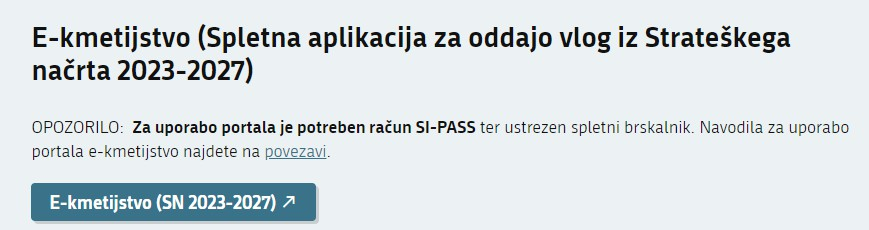 E-kmetijstvo (Spletna aplikacija za oddajo vlog iz Strateškega
načrta 2023-2027)
OPOZORILO: Za uporabo portala je potreben račun SI-PASS ter ustrezen spletni brskalnik. Navodila za uporabo
portala e-kmetijstvo najdete na povezavi.
E-kmetijstvo (SN 2023-2027) ↗